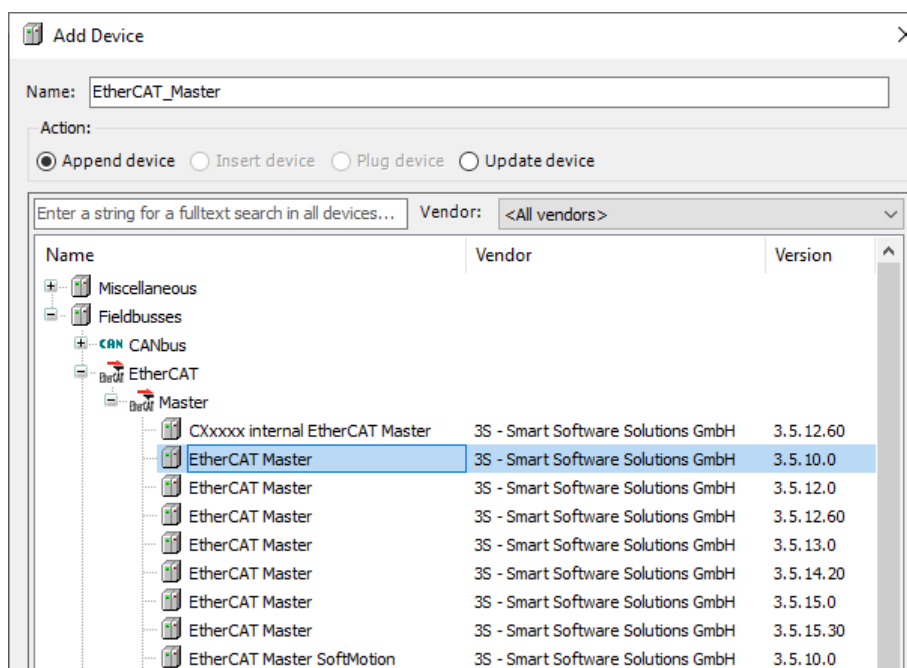 Add Device
Name: EtherCAT_Master
Action:
Append device Insert device Plug device Update device
Enter a string for a fulltext search in all devices... Vendor: <All vendors>
Name Vendor Version
Miscellaneous
Fieldbusses
CAN CANbus
EtherCAT EtherCAT
EtherCAT Master
CXxxxx internal EtherCAT Master 3S - Smart Software Solutions GmbH 3.5.12.60
EtherCAT Master 3S - Smart Software Solutions GmbH 3.5.10.0
EtherCAT Master 3S - Smart Software Solutions GmbH 3.5.12.0
EtherCAT Master 3S - Smart Software Solutions GmbH 3.5.12.60
EtherCAT Master 3S - Smart Software Solutions GmbH 3.5.13.0
EtherCAT Master 3S - Smart Software Solutions GmbH 3.5.14.20
EtherCAT Master 3S - Smart Software Solutions GmbH 3.5.15.0
EtherCAT Master 3S - Smart Software Solutions GmbH 3.5.15.30
EtherCAT Master SoftMotion 3S - Smart Software Solutions GmbH 3.5.10.0